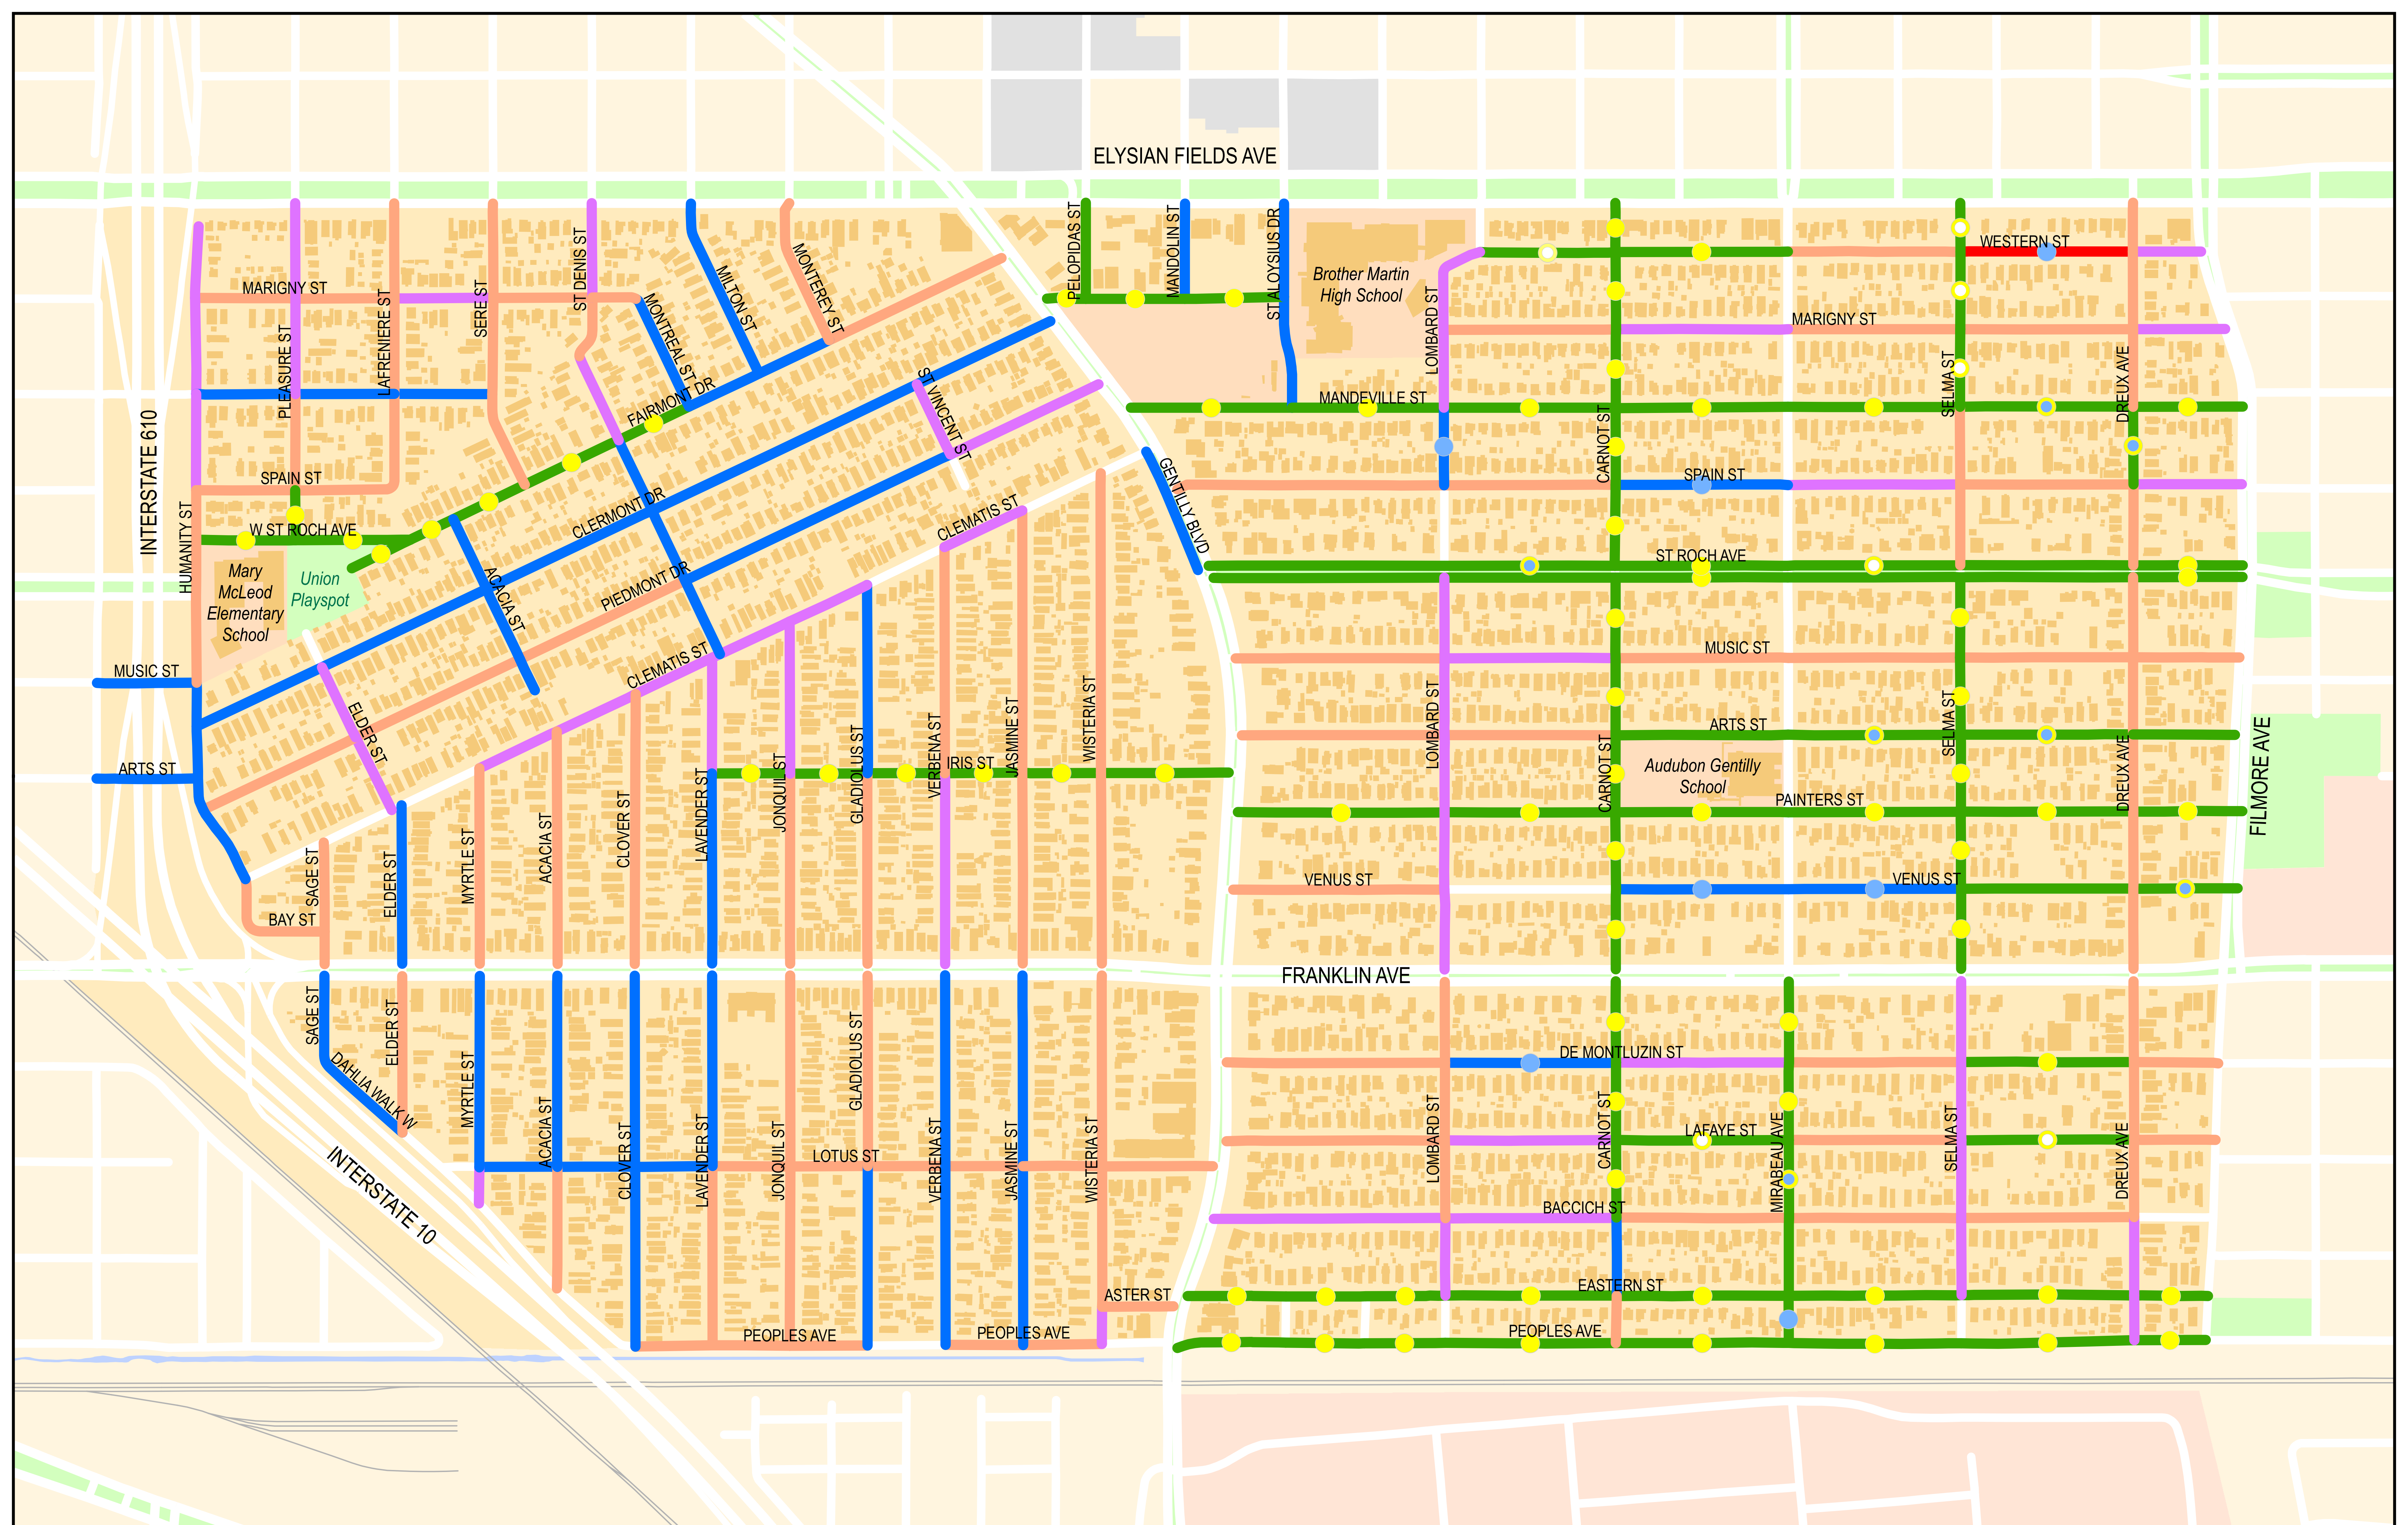 ELYSIAN FIELDS AVE
PELOPIDAS ST
MANDOLIN ST
ST ALOYSIUS DR
WESTERN ST
ST DENIS ST
MILTON ST
MONTEREY ST
Brother Martin
High School
MARIGNY ST
LAFRENIERE ST
SERE ST
MONTREAL ST
LOMBARD ST
MARIGNY ST
PLEASURE ST
SELMA ST
DREUX AVE
FAIRMONT DR
ST VINCENT ST
MANDEVILLE ST
CARNOT ST
INTERSTATE 610
SPAIN ST
SPAIN ST
GENTILLY BLVD
CLERMONT DR
CLEMATIS ST
W ST ROCH AVE
HUMANITY ST
ST ROCH AVE
Mary
McLeod
Elementary
School
Union
Playspot
ACACIA ST
PIEDMONT DR
MUSIC ST
MUSIC ST
CLEMATIS ST
ELDER ST
WISTERIA ST
LOMBARD ST
SELMA ST
ARTS ST
VERBENA ST
JASMINE ST
GLADIOLUS ST
CARNOT ST
DREUX AVE
FILMORE AVE
ARTS ST
IRIS ST
JONQUIL ST
LAVENDER ST
Audubon Gentilly
School
PAINTERS ST
CLOVER ST
ACACIA ST
MYRTLE ST
SAGE ST
ELDER ST
VENUS ST
VENUS ST
BAY ST
FRANKLIN AVE
SAGE ST
ELDER ST
GLADIOLUS ST
DE MONTLUZIN ST
DAHLIA WALK W
MYRTLE ST
ACACIA ST
CLOVER ST
LAVENDER ST
JONQUIL ST
LOTUS ST
VERBENA ST
JASMINE ST
WISTERIA ST
LOMBARD ST
CARNOT ST
LAFAYE ST
MIRABEAU AVE
SELMA ST
DREUX AVE
INTERSTATE 10
BACCICH ST
ASTER ST
EASTERN ST
PEOPLES AVE
PEOPLES AVE
PEOPLES AVE